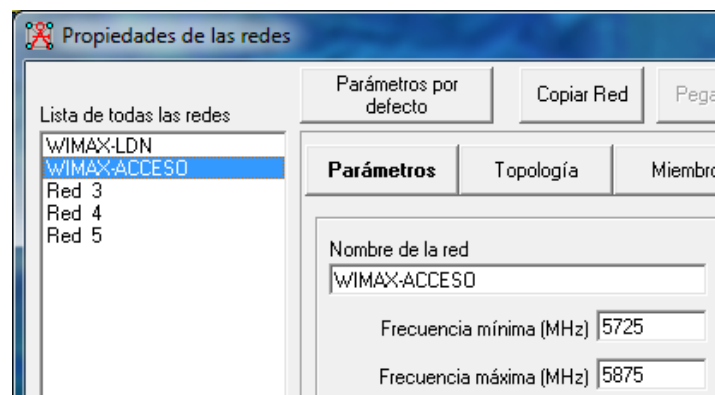 Propiedades de las redes
Parámetros por
defecto
Copiar Red
Pega
Lista de todas las redes
WIMAX-LDN
WIMAX-ACCESO
Red 3
Red 4
Red 5
Parámetros
Topología
Miembro
Nombre de la red
WIMAX-ACCESO
Frecuencia mínima (MHz) 5725
Frecuencia máxima (MHz) 5875